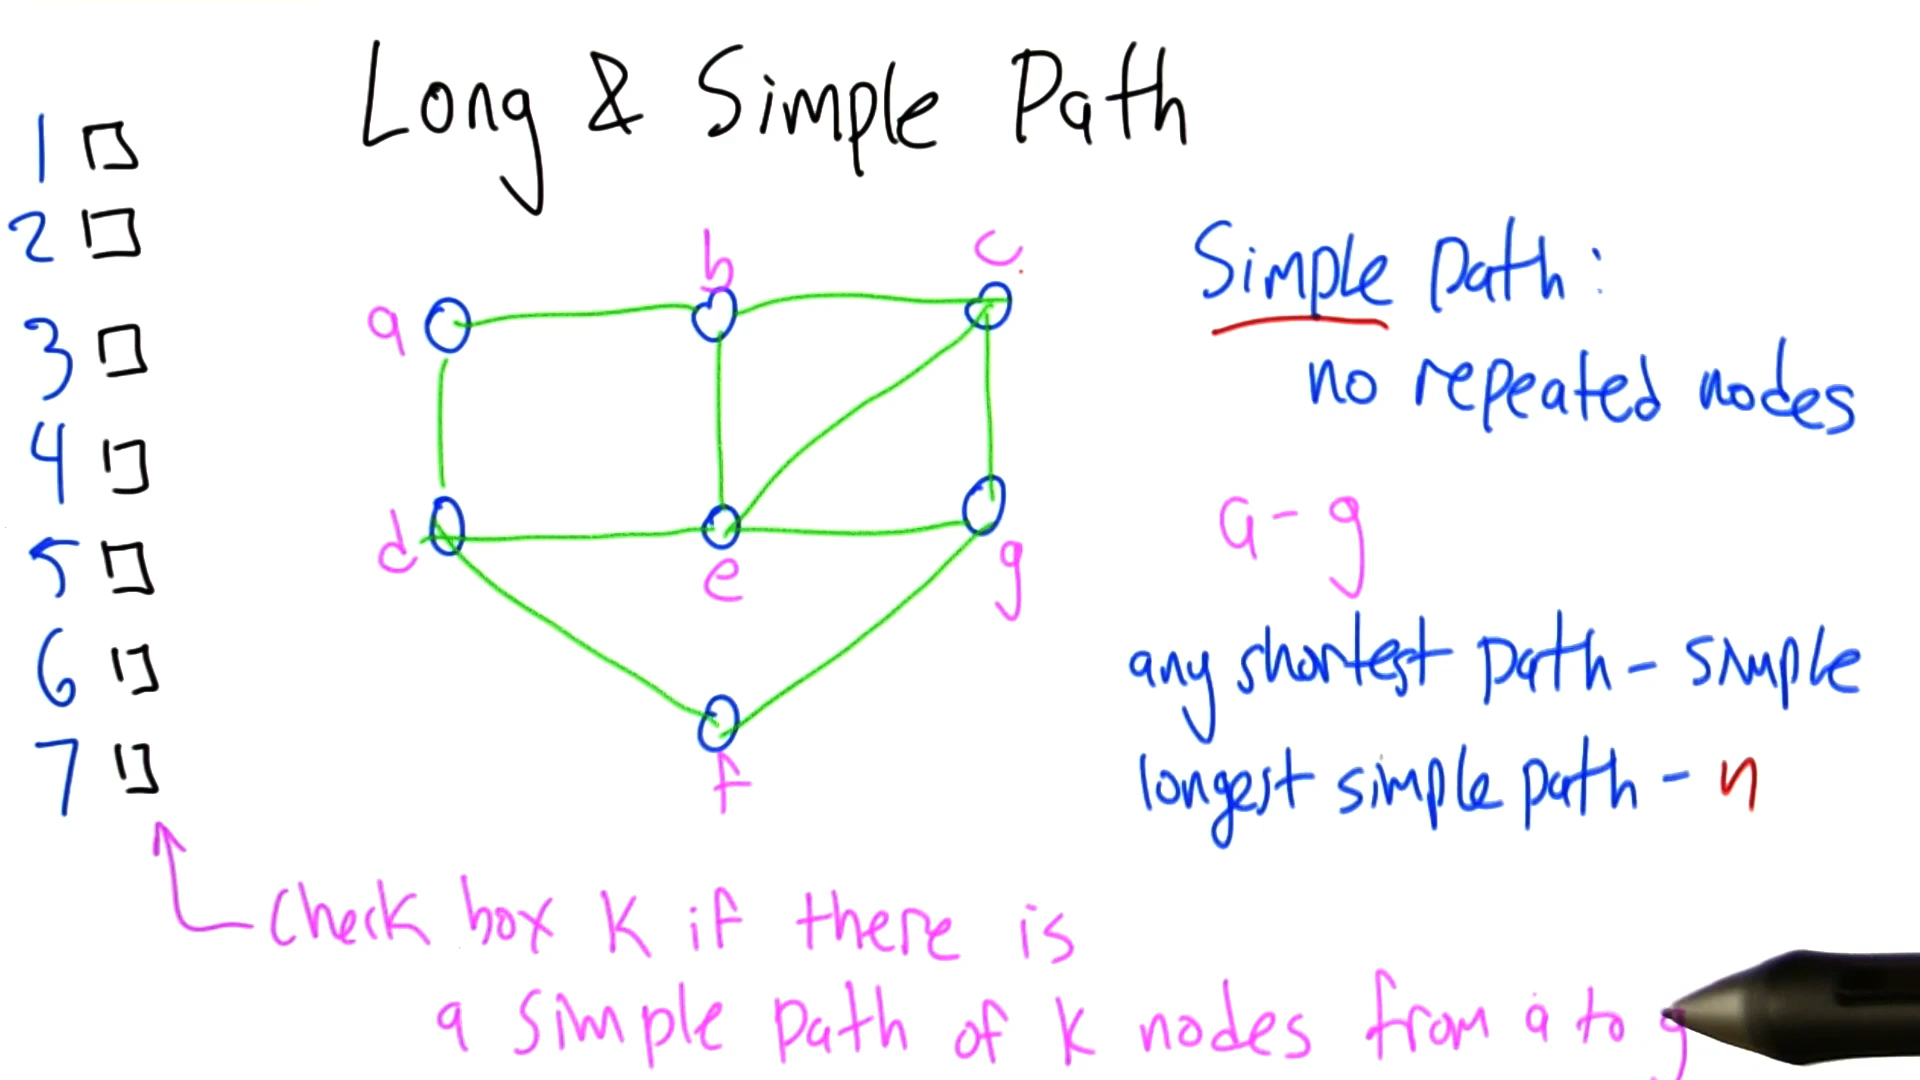 Long & Simple Path
1
2
3
4
5
6
7
a
b
c
d
e
g
f
Simple path:
no repeated nodes
a - g
any shortest path - simple
longest simple path - n
check box k if there is
a simple path of k nodes from a to g